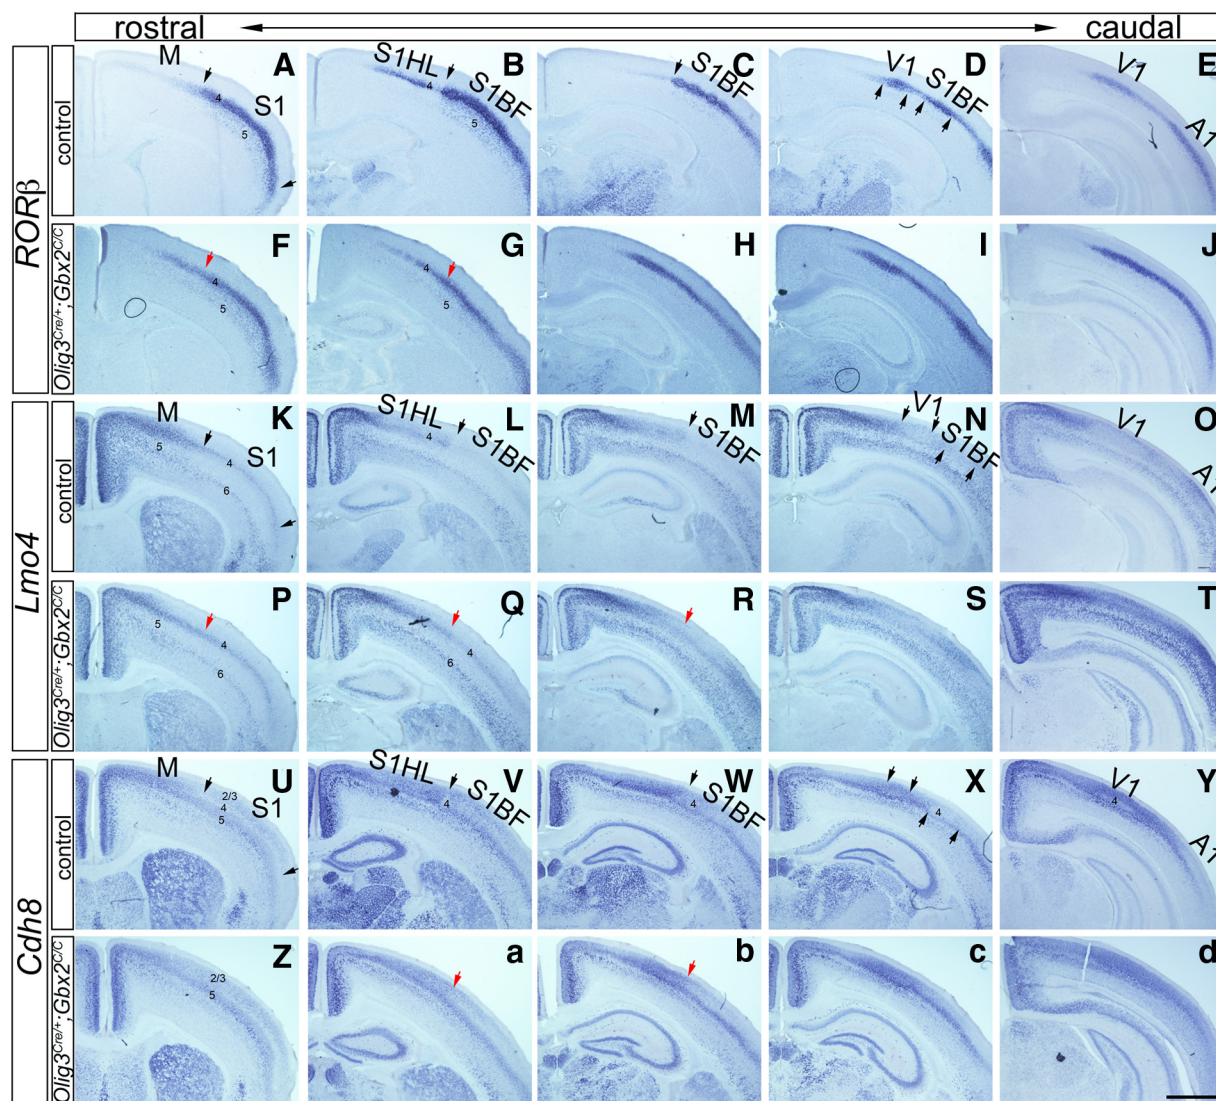 rostral caudal
RORβ
control
M A S1 4 5
S1HL B S1BF 4 5
C S1BF
V1 D S1BF
V1 E A1
Olig3Cre/+;Gbx2C/C
F 4 5
G 4 5
H
I
J
Lmo4
control
M K S1 5 4 6
S1HL L S1BF 4
M S1BF
V1 N S1BF
V1 O A1
Olig3Cre/+;Gbx2C/C
P 5 4 6
Q 4 6
R
S
T
Cdh8
control
M U 2/3 S1 4 5
S1HL V S1BF 4
W S1BF 4
X 4
V1 Y 4 A1
Olig3Cre/+;Gbx2C/C
Z 2/3 5
a
b
c
d